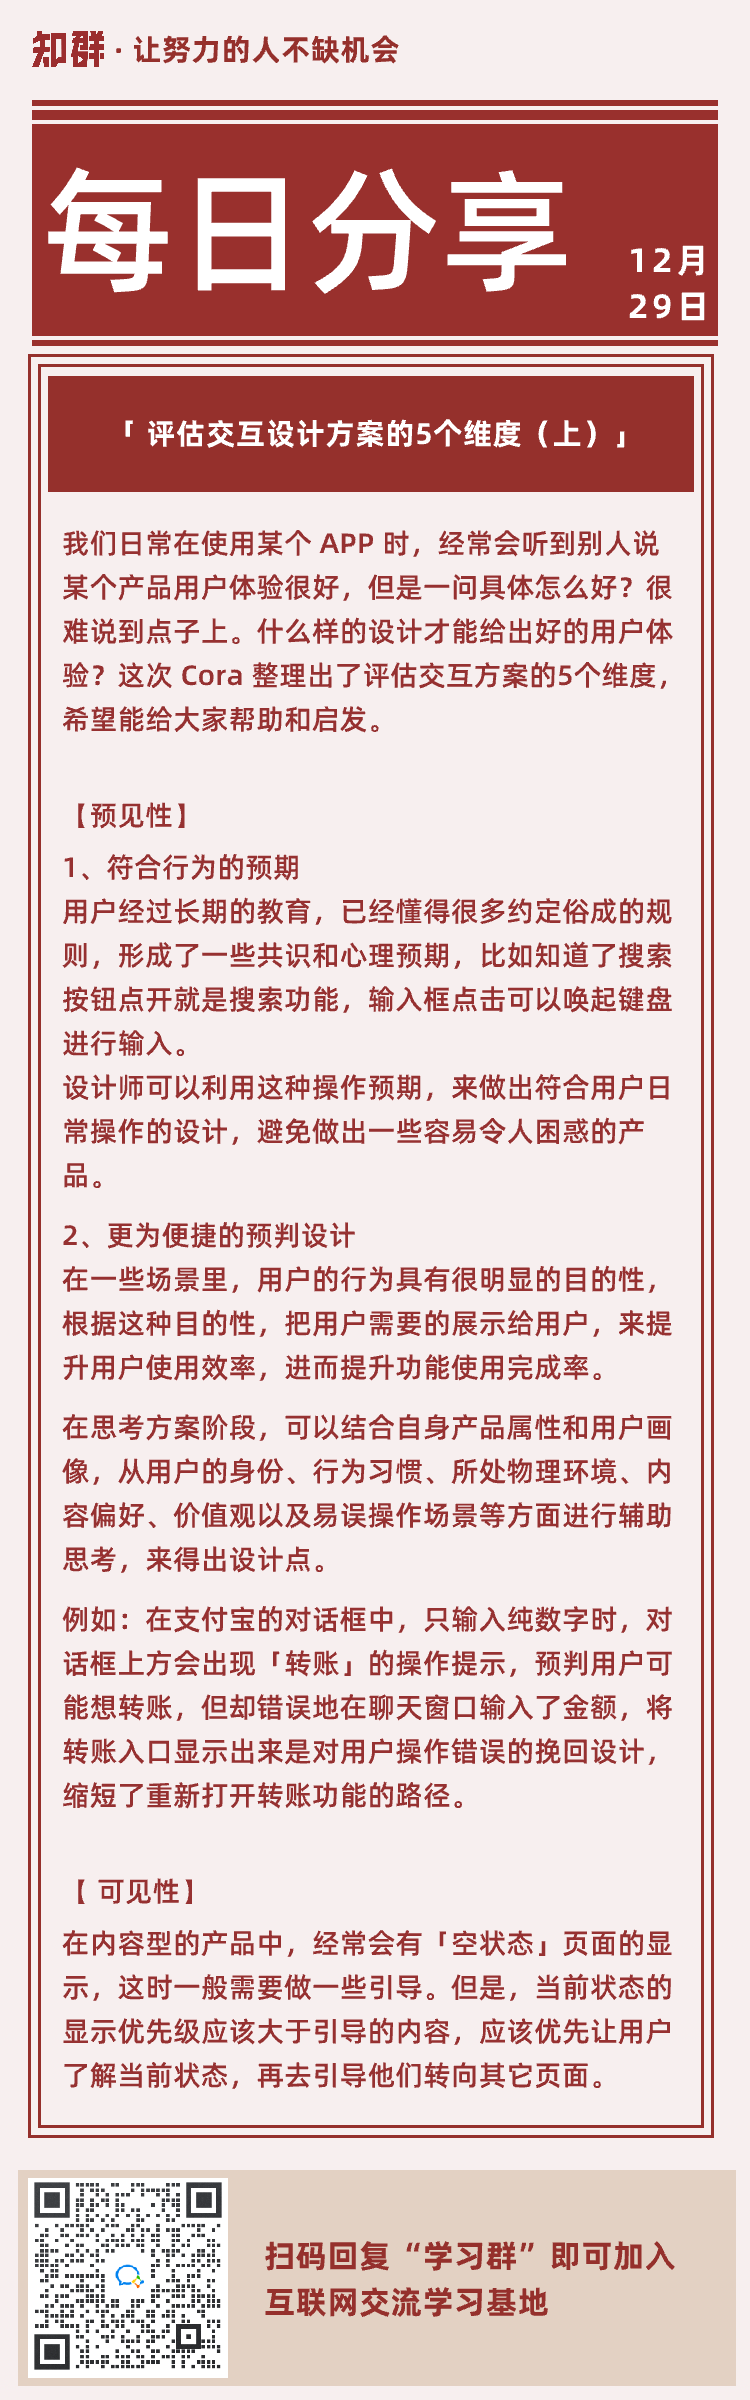 知群 · 让努力的人不缺机会
每日分享
12月
29日
「 评估交互设计方案的5个维度（上）」
我们日常在使用某个 APP 时，经常会听到别人说
某个产品用户体验很好，但是一问具体怎么好？很
难说到点子上。什么样的设计才能给出好的用户体
验？这次 Cora 整理出了评估交互方案的5个维度，
希望能给大家帮助和启发。
【预见性】
1、符合行为的预期
用户经过长期的教育，已经懂得很多约定俗成的规
则，形成了一些共识和心理预期，比如知道了搜索
按钮点开就是搜索功能，输入框点击可以唤起键盘
进行输入。
设计师可以利用这种操作预期，来做出符合用户日
常操作的设计，避免做出一些容易令人困惑的产
品。
2、更为便捷的预判设计
在一些场景里，用户的行为具有很明显的目的性，
根据这种目的性，把用户需要的展示给用户，来提
升用户使用效率，进而提升功能使用完成率。
在思考方案阶段，可以结合自身产品属性和用户画
像，从用户的身份、行为习惯、所处物理环境、内
容偏好、价值观以及易误操作场景等方面进行辅助
思考，来得出设计点。
例如：在支付宝的对话框中，只输入纯数字时，对
话框上方会出现「转账」的操作提示，预判用户可
能想转账，但却错误地在聊天窗口输入了金额，将
转账入口显示出来是对用户操作错误的挽回设计，
缩短了重新打开转账功能的路径。
【 可见性】
在内容型的产品中，经常会有「空状态」页面的显
示，这时一般需要做一些引导。但是，当前状态的
显示优先级应该大于引导的内容，应该优先让用户
了解当前状态，再去引导他们转向其它页面。
扫码回复“学习群”即可加入
互联网交流学习基地